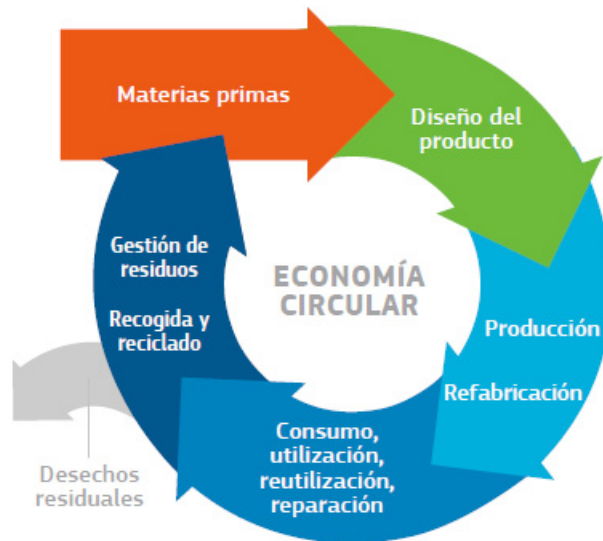 Materias primas
Diseño del
producto
Gestión de
residuos
Recogida y
reciclado
ECONOMÍA
CIRCULAR
Producción
Refabricación
Consumo,
utilización,
reutilización,
reparación
Desechos
residuales